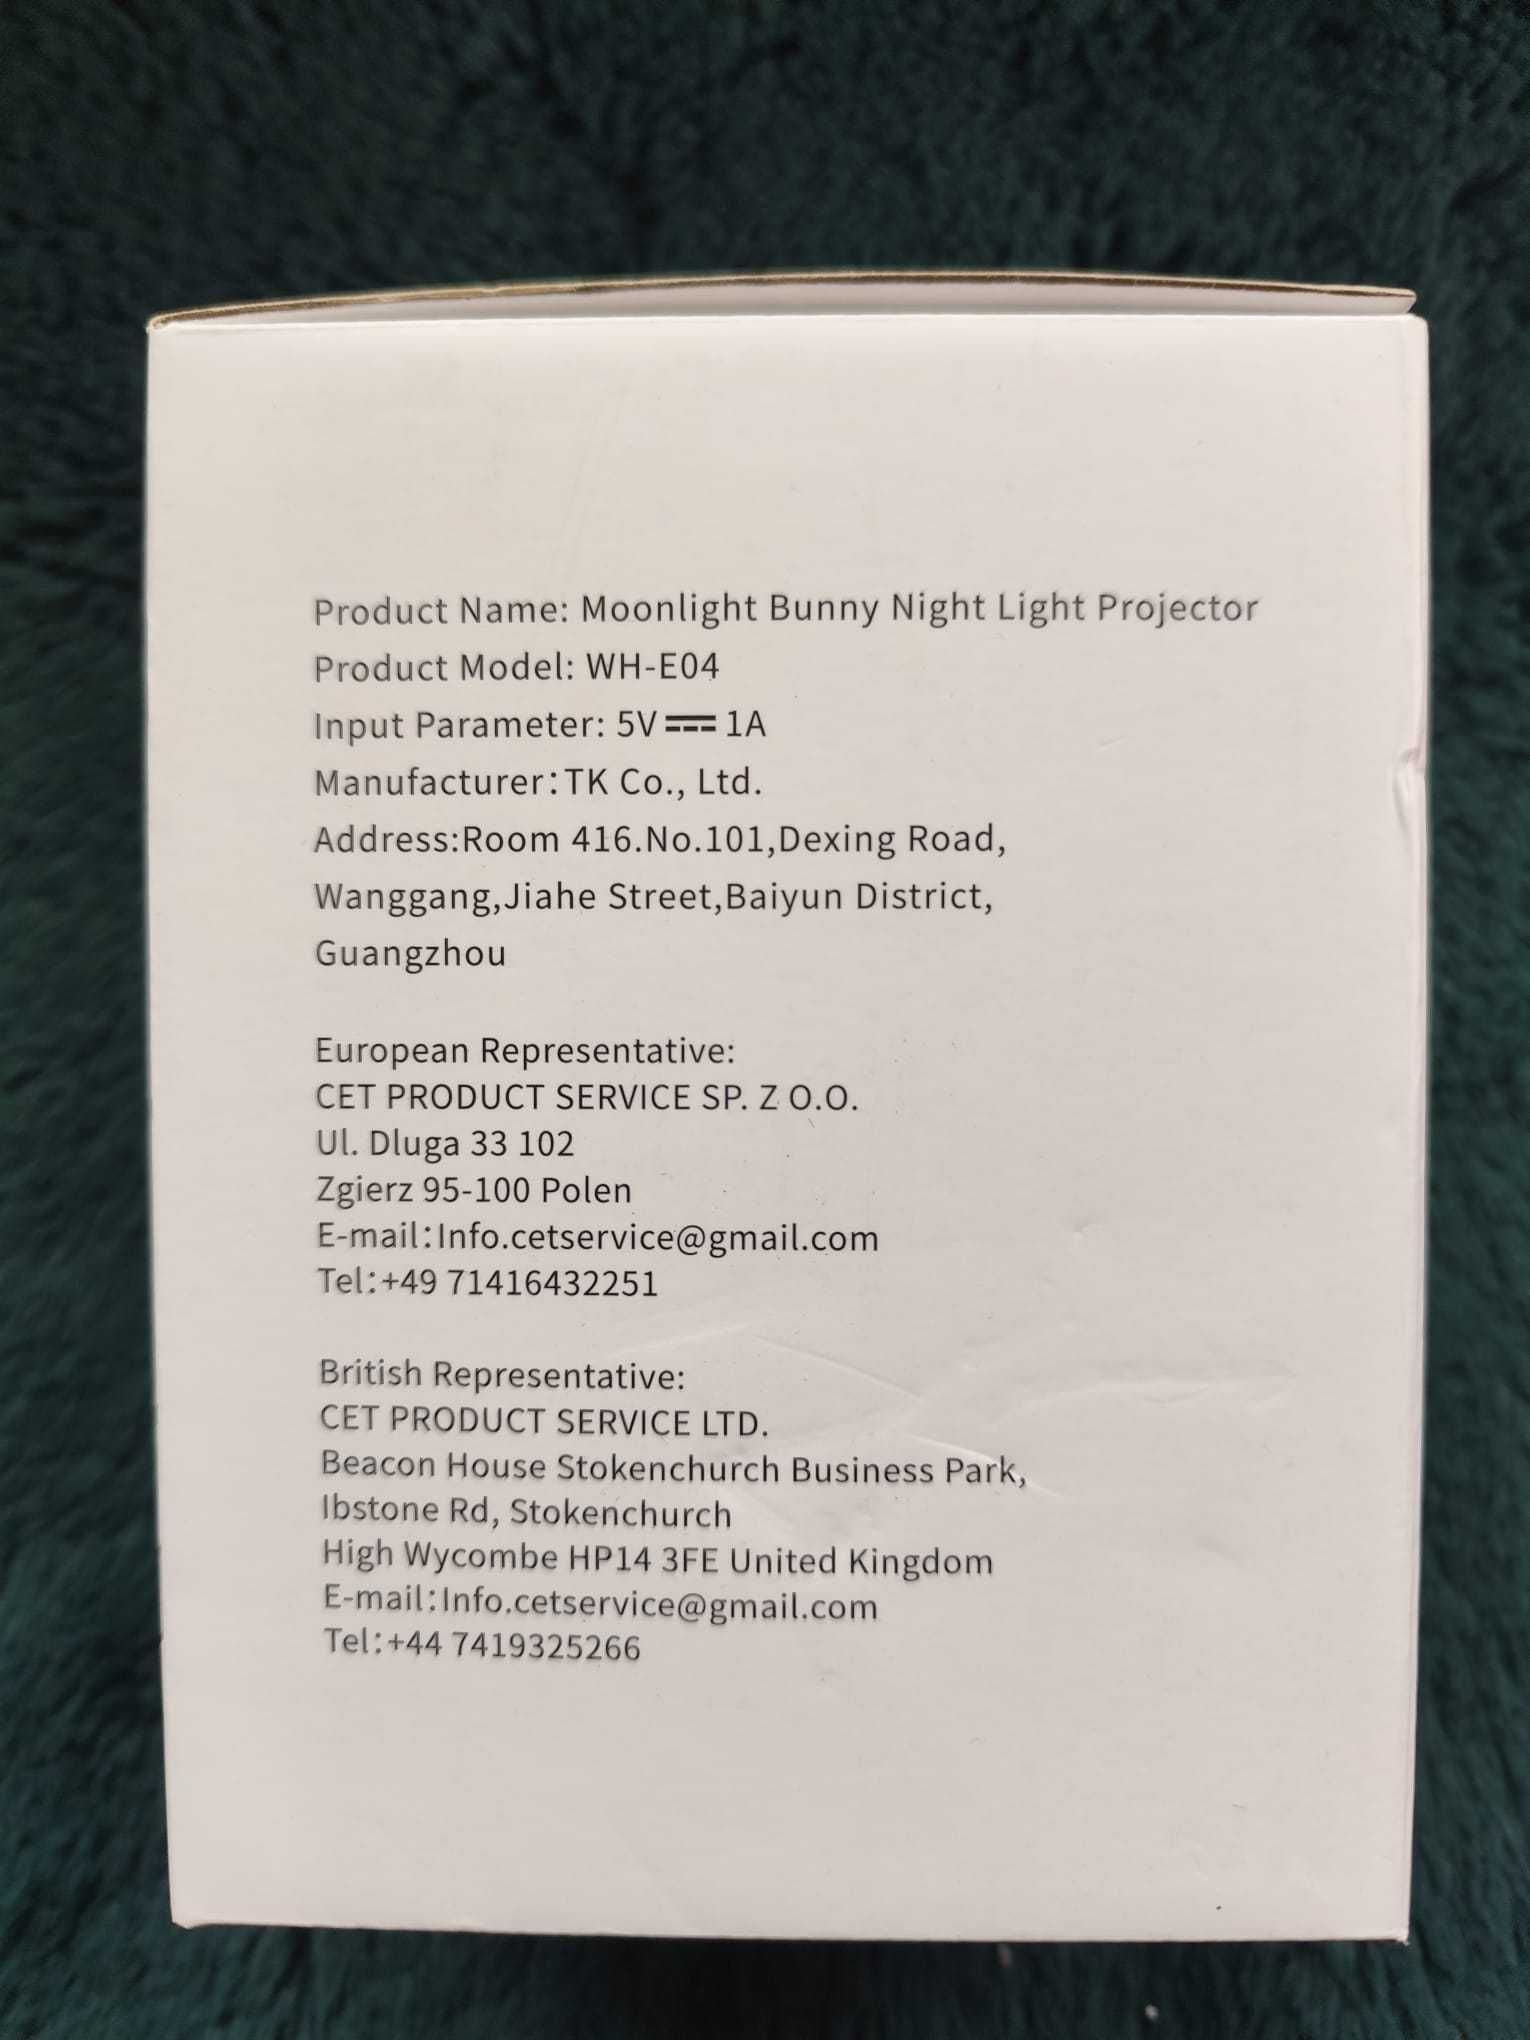 Product Name: Moonlight Bunny Night Light Projector
Product Model: WH-E04
Input Parameter: 5V⎓1A
Manufacturer:TK Co., Ltd.
Address:Room 416.No.101,Dexing Road,
Wanggang,Jiahe Street,Baiyun District,
Guangzhou
European Representative:
CET PRODUCT SERVICE SP. Z O.O.
Ul. Dluga 33 102
Zgierz 95-100 Polen
E-mail:Info.cetservice@gmail.com
Tel:+49 71416432251
British Representative:
CET PRODUCT SERVICE LTD.
Beacon House Stokenchurch Business Park,
Ibstone Rd, Stokenchurch
High Wycombe HP14 3FE United Kingdom
E-mail:Info.cetservice@gmail.com
Tel:+44 7419325266